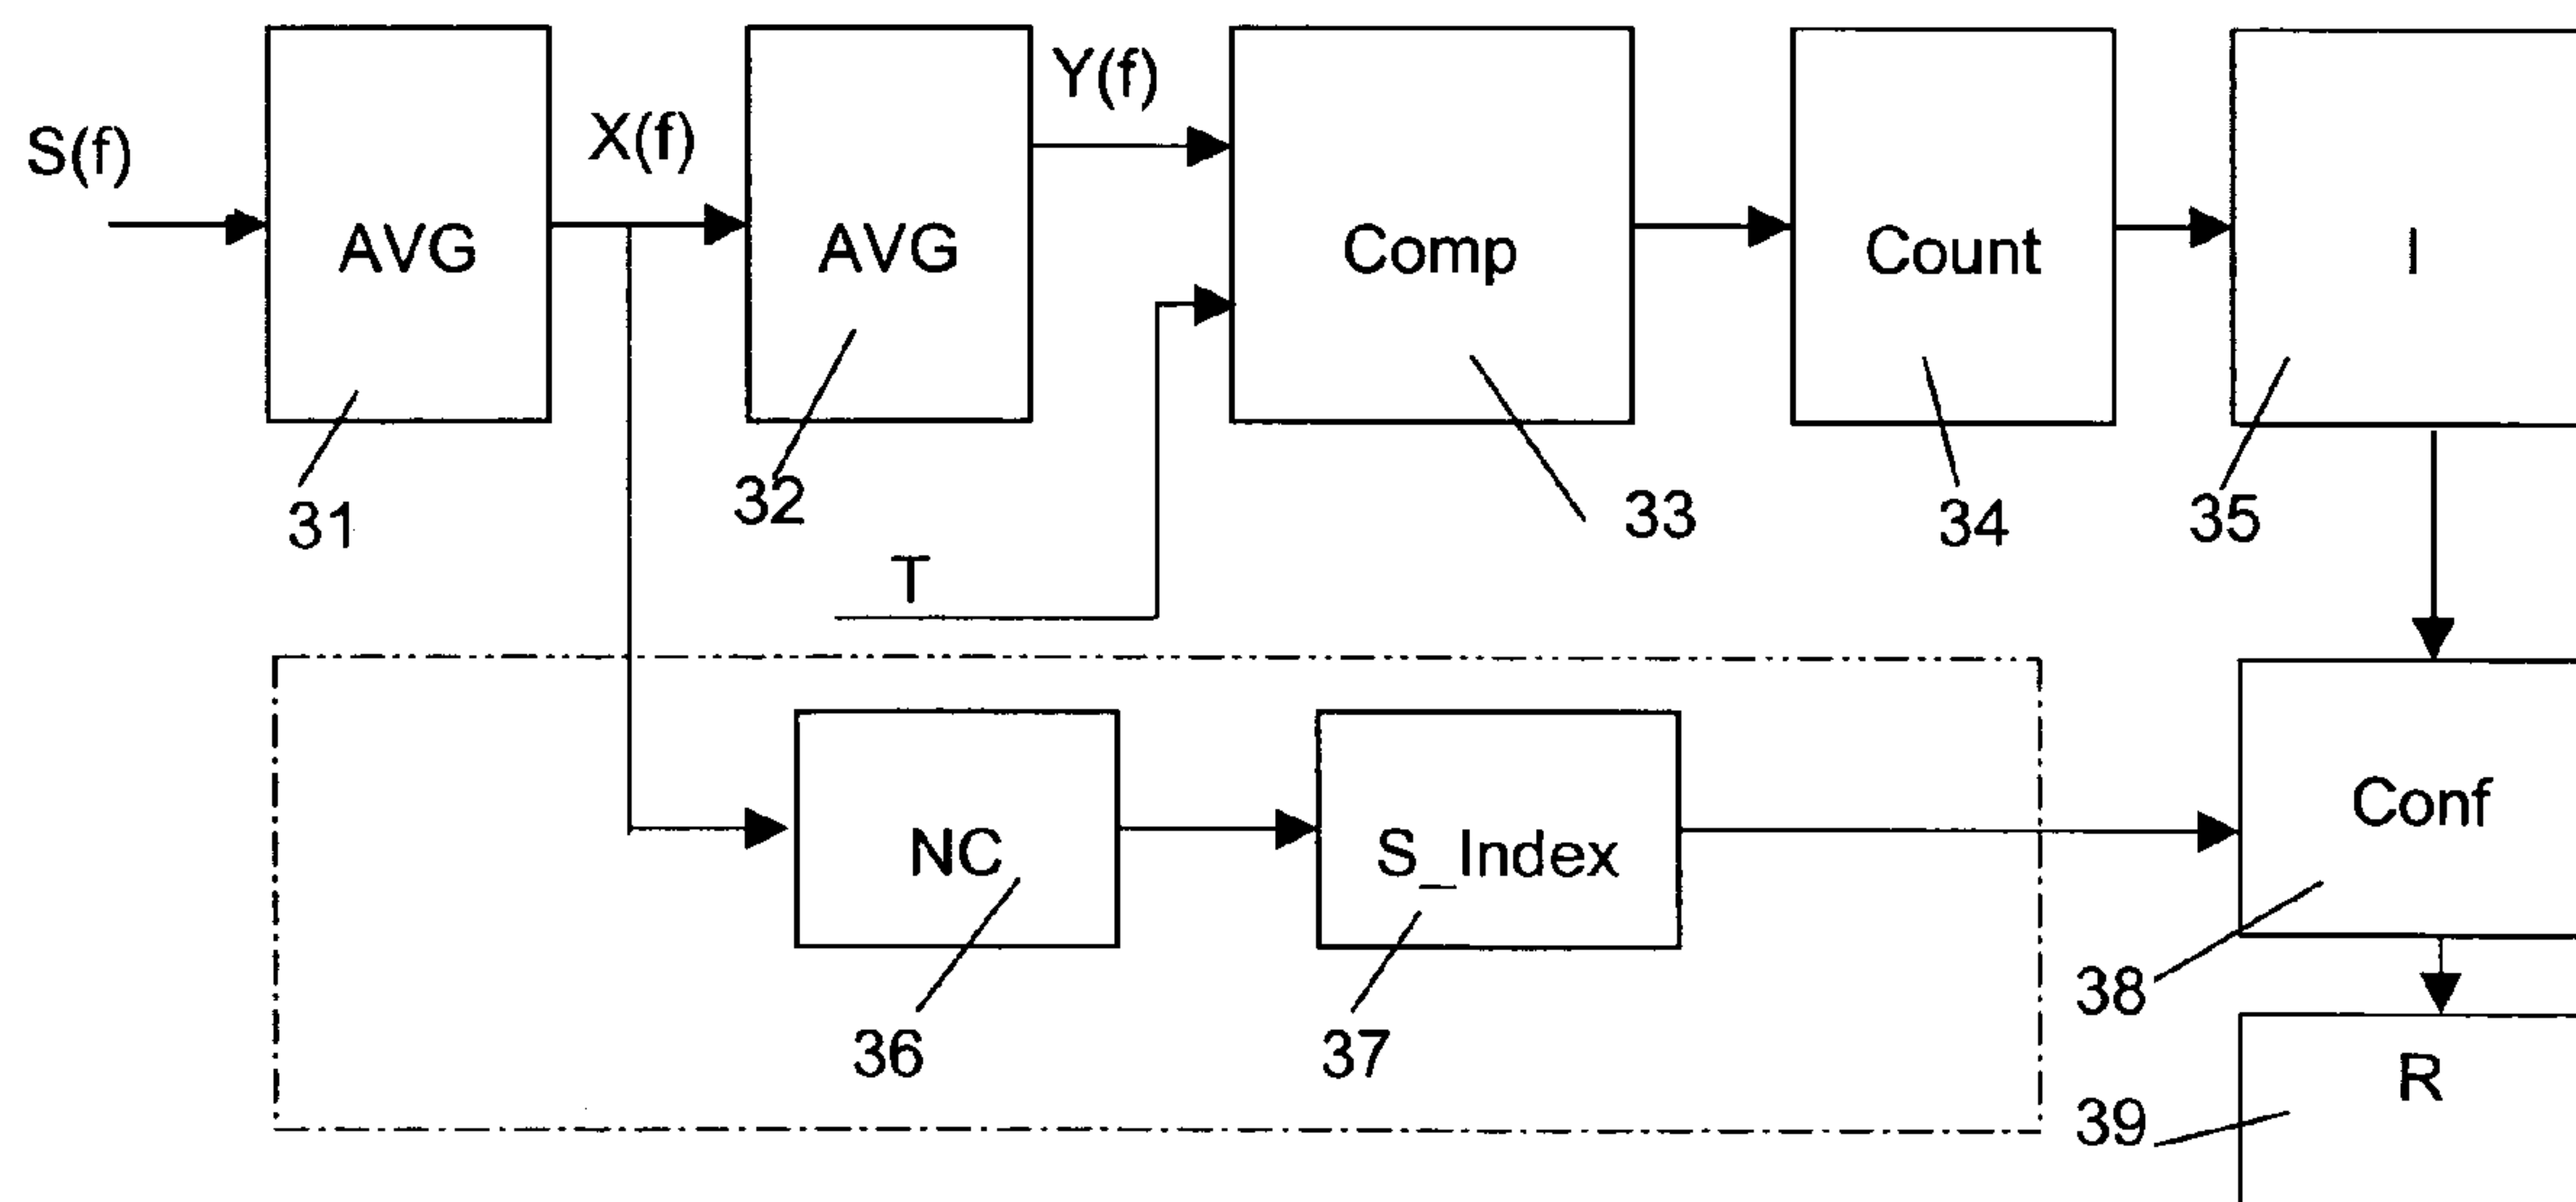 S(f)
AVG
31
X(f)
AVG
32
Y(f)
T
Comp
33
Count
34
I
35
NC
36
S_Index
37
Conf
38
R
39